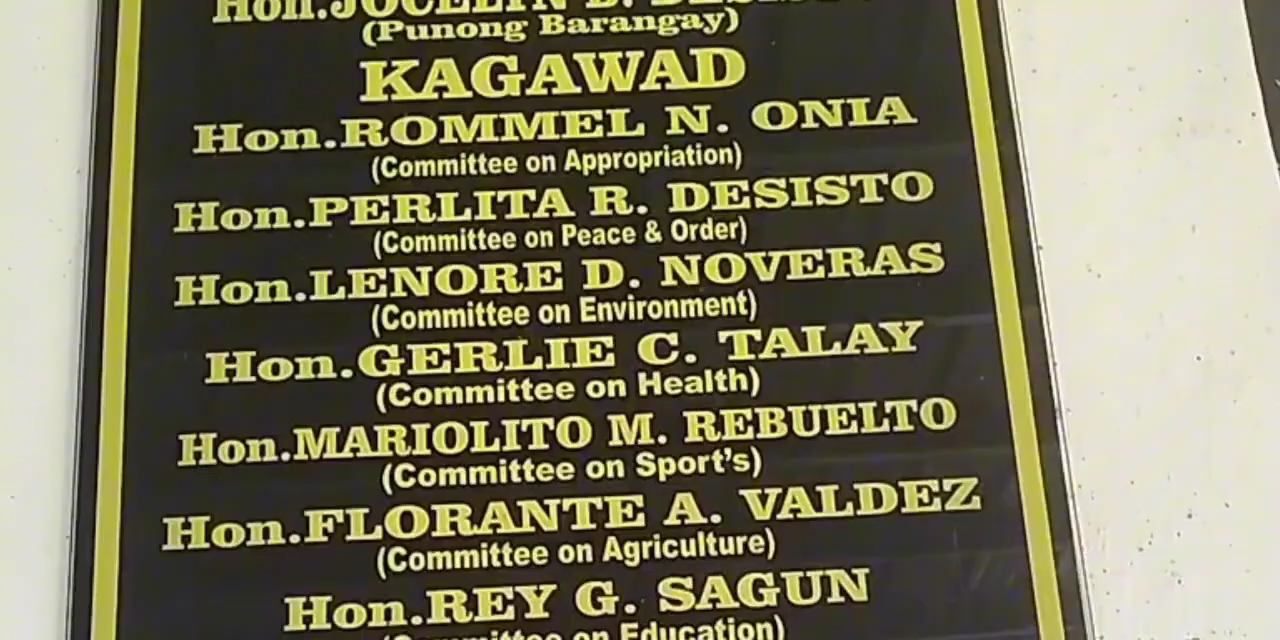 Hon.JOCELYN
(Punong Barangay)
KAGAWAD
Hon.ROMMEL N. ONIA
(Committee on Appropriation)
Hon.PERLITA R. DESISTO
(Committee on Peace & Order)
Hon.LENORE D. NOVERAS
(Committee on Environment)
Hon.GERLIE C. TALAY
(Committee on Health)
Hon.MARIOLITO M. REBUELTO
(Committee on Sport's)
Hon.FLORANTE A. VALDEZ
(Committee on Agriculture)
Hon.REY G. SAGUN
(Committee on Education)